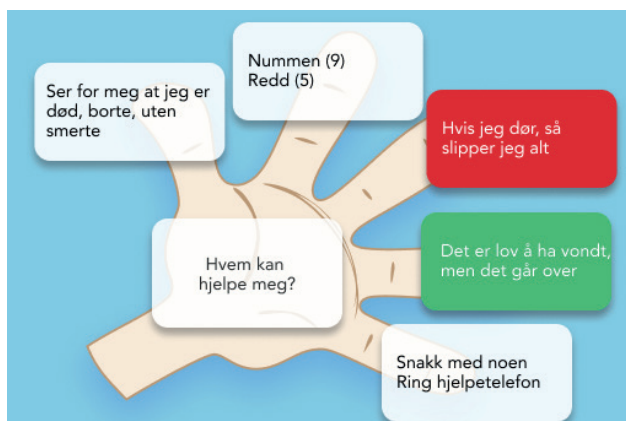 Ser for meg at jeg er
død, borte, uten
smerte
Nummen (9)
Redd (5)
Hvis jeg dør, så
slipper jeg alt
Det er lov å ha vondt,
men det går over
Snakk med noen
Ring hjelpetelefon
Hvem kan
hjelpe meg?